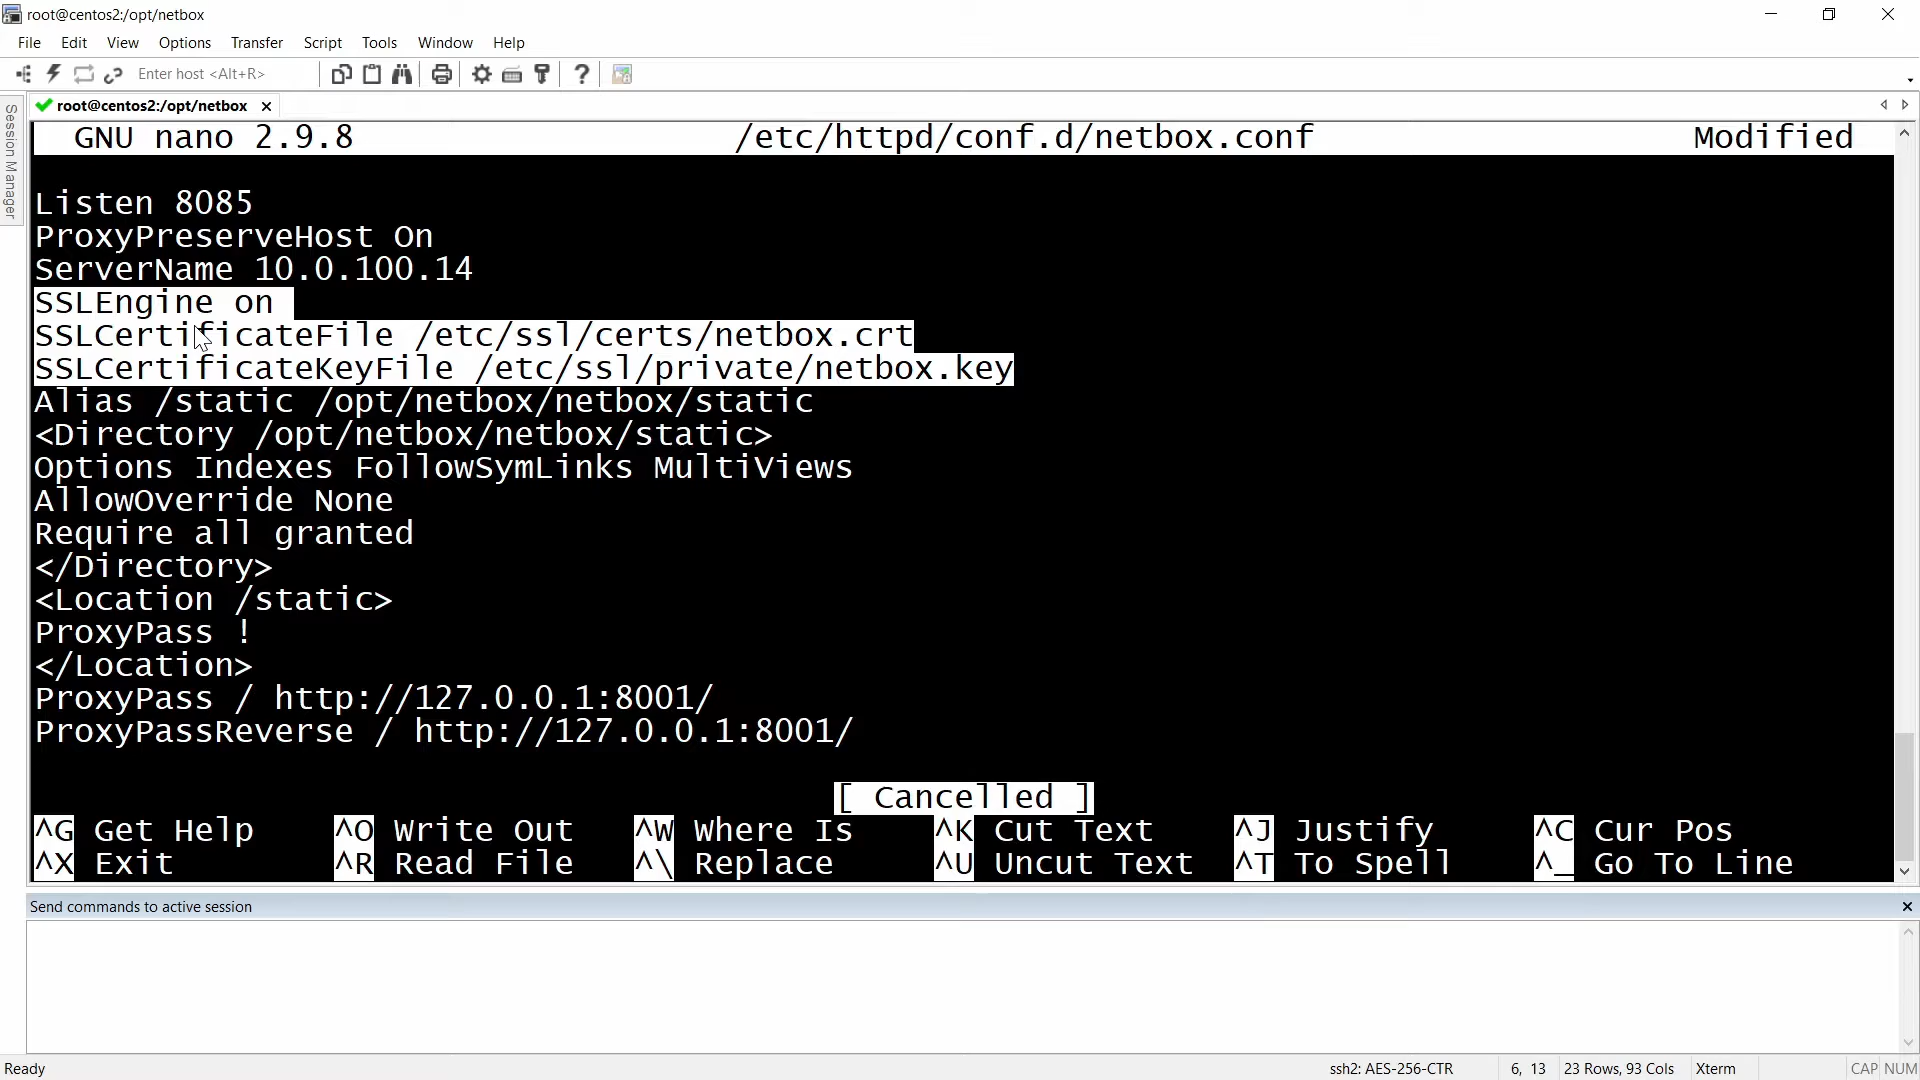 root@centos2:/opt/netbox
File Edit View Options Transfer Script Tools Window Help
Enter host <Alt+R>
Session Manager
root@centos2:/opt/netbox
GNU nano 2.9.8 /etc/httpd/conf.d/netbox.conf Modified
Listen 8085
ProxyPreserveHost On
ServerName 10.0.100.14
SSLEngine on
SSLCertificateFile /etc/ssl/certs/netbox.crt
SSLCertificateKeyFile /etc/ssl/private/netbox.key
Alias /static /opt/netbox/netbox/static
<Directory /opt/netbox/netbox/static>
Options Indexes FollowSymLinks MultiViews
AllowOverride None
Require all granted
</Directory>
<Location /static>
ProxyPass !
</Location>
ProxyPass / http://127.0.0.1:8001/
ProxyPassReverse / http://127.0.0.1:8001/
[ Cancelled ]
^G Get Help ^O Write Out ^W Where Is ^K Cut Text ^J Justify ^C Cur Pos
^X Exit ^R Read File ^\ Replace ^U Uncut Text ^T To Spell ^_ Go To Line
Send commands to active session
Ready ssh2: AES-256-CTR 6, 13 23 Rows, 93 Cols Xterm CAP NUM